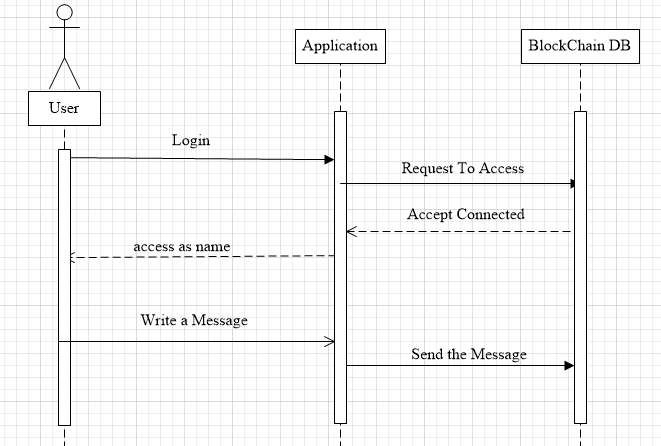 Application
BlockChain DB
User
Login
Request To Access
Accept Connected
access as name
Write a Message
Send the Message